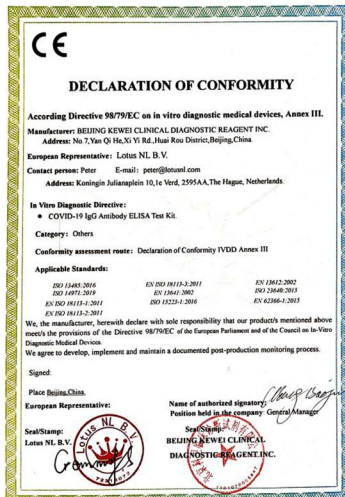 CE
DECLARATION OF CONFORMITY
According Directive 98/79/EC on in vitro diagnostic medical devices, Annex III.
Manufacturer: BEIJING KEWEI CLINICAL DIAGNOSTIC REAGENT INC.
Address: No.7,Yan Qi He,Xi Yi Rd.,Huai Rou District,Beijing,China.
European Representative: Lotus NL B.V.
Contact person: Peter E-mail: peter@lotusnl.com
Address: Koningin Julianaplein 10,1e Verd, 2595AA,The Hague, Netherlands.
In Vitro Diagnostic Directive:
● COVID-19 IgG Antibody ELISA Test Kit.
Category: Others
Conformity assessment route: Declaration of Conformity IVDD Annex III
Applicable Standards:
ISO 13485:2016 EN ISO 18113-3:2011 EN 13612:2002
ISO 14971:2019 EN 13641:2002 ISO 23640:2015
EN ISO 18113-1:2011 ISO 15223-1:2016 EN 62366-1:2015
EN ISO 18113-2:2011
We, the manufacturer, herewith declare with sole responsibility that our product/s mentioned above
meet/s the provisions of the Directive 98/79/EC of the European Parliament and of the Council on In-Vitro
Diagnostic Medical Devices.
We agree to develop, implement and maintain a documented post-production monitoring process.
Signed:
Place Beijing,China.
European Representative: Name of authorized signatory:
Position held in the company: General Manager
Seal/Stamp: Seal/Stamp:
Lotus NL B.V. BEIJING KEWEI CLINICAL
DIAGNOSTIC REAGENT.INC.
Lotus NL B.V.